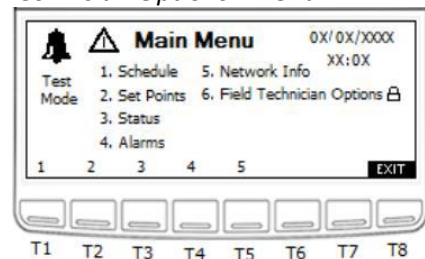 Main Menu
0X/0X/XXXX
XX:0X
Test
Mode
1. Schedule 5. Network Info
2. Set Points 6. Field Technician Options
3. Status
4. Alarms
1 2 3 4 5 EXIT
T1 T2 T3 T4 T5 T6 T7 T8